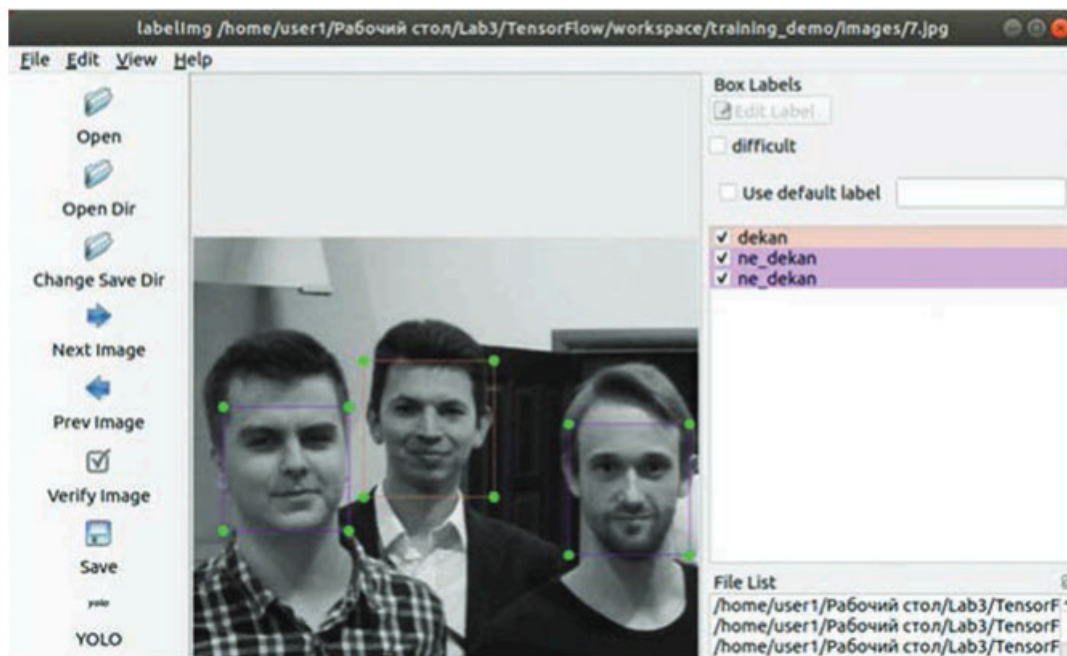 labelImg /home/user1/Рабочий стол/Lab3/TensorFlow/workspace/training_demo/images/7.jpg
File Edit View Help
Open
Open Dir
Change Save Dir
Next Image
Prev Image
Verify Image
Save
yolo
YOLO
Box Labels
Edit Label
difficult
Use default label
dekan
ne_dekan
ne_dekan
File List
/home/user1/Рабочий стол/Lab3/TensorF
/home/user1/Рабочий стол/Lab3/TensorF
/home/user1/Рабочий стол/Lab3/TensorF